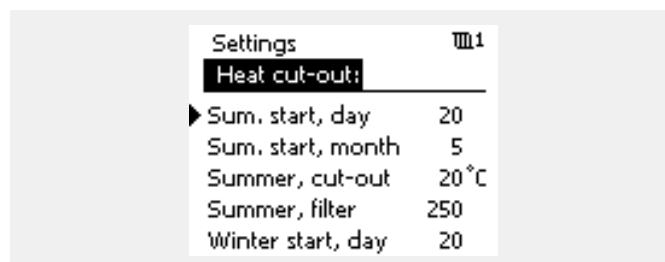 Settings 1
Heat cut-out:
Sum. start, day 20
Sum. start, month 5
Summer, cut-out 20°C
Summer, filter 250
Winter start, day 20